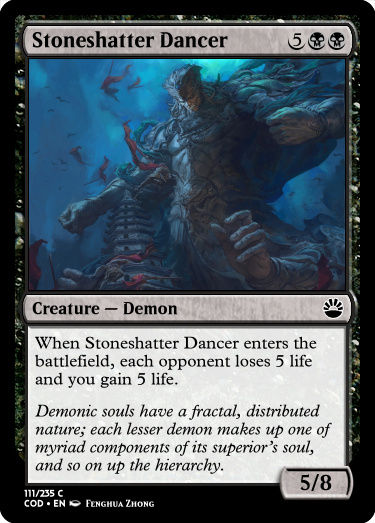 Stoneshatter Dancer 5
Creature — Demon
When Stoneshatter Dancer enters the
battlefield, each opponent loses 5 life
and you gain 5 life.
Demonic souls have a fractal, distributed
nature; each lesser demon makes up one of
myriad components of its superior's soul,
and so on up the hierarchy.
5/8
111/235 C
COD • EN Fenghua Zhong